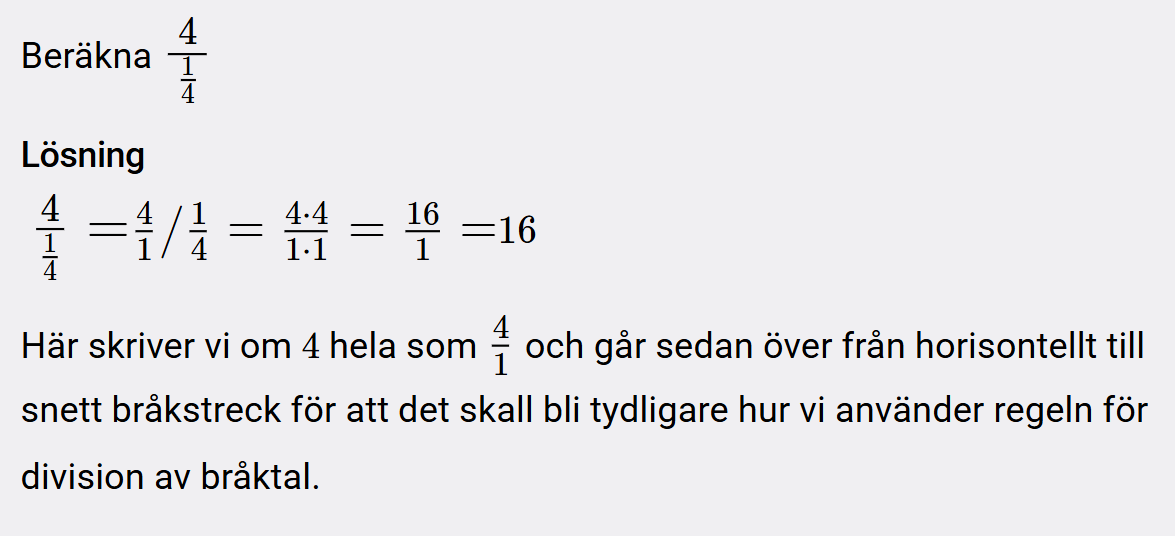 Beräkna $\frac{4}{\frac{1}{4}}$
Lösning
$\frac{4}{\frac{1}{4}} = \frac{4}{1} / \frac{1}{4} = \frac{4 \cdot 4}{1 \cdot 1} = \frac{16}{1} = 16$
Här skriver vi om 4 hela som $\frac{4}{1}$ och går sedan över från horisontellt till
snett bråkstreck för att det skall bli tydligare hur vi använder regeln för
division av bråktal.